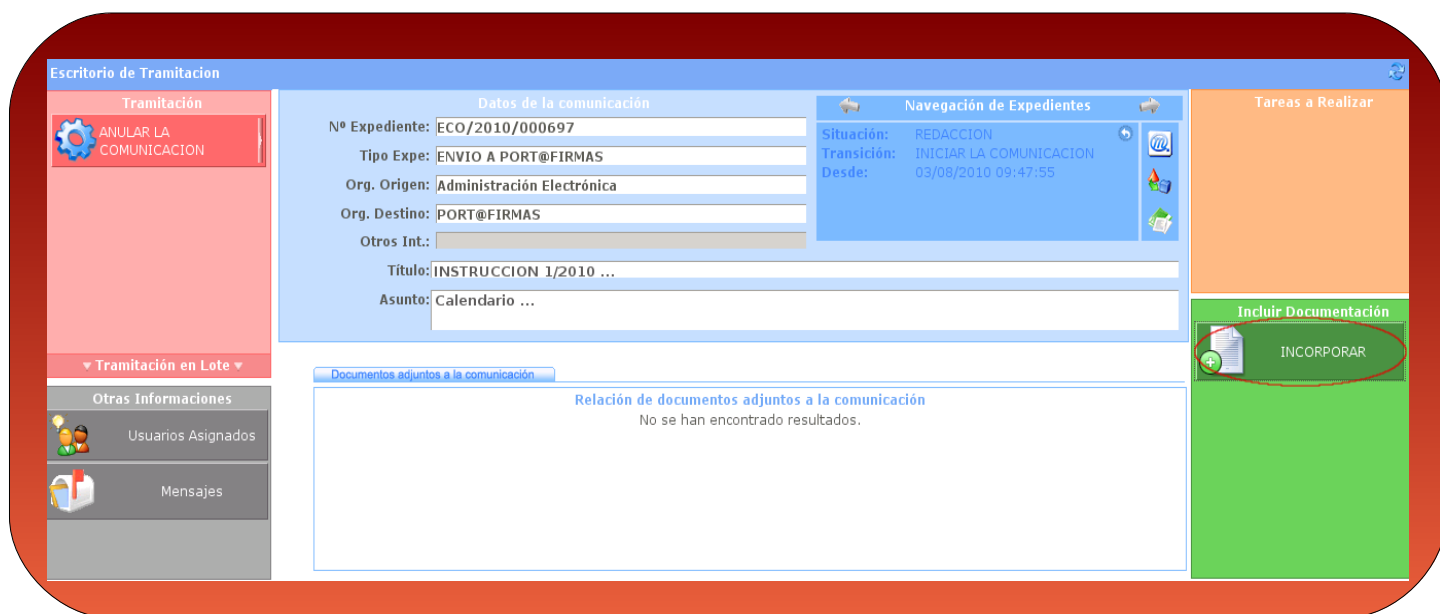 Escritorio de Tramitacion
Tramitación
ANULAR LA
COMUNICACION
▼ Tramitación en Lote ▼
Otras Informaciones
Usuarios Asignados
Mensajes
Datos de la comunicación
Nº Expediente: ECO/2010/000697
Tipo Expe: ENVIO A PORT@FIRMAS
Org. Origen: Administración Electrónica
Org. Destino: PORT@FIRMAS
Otros Int.:
Título: INSTRUCCION 1/2010 ...
Asunto: Calendario ...
Navegación de Expedientes
Situación: REDACCION
Transición: INICIAR LA COMUNICACION
Desde: 03/08/2010 09:47:55
Documentos adjuntos a la comunicación
Relación de documentos adjuntos a la comunicación
No se han encontrado resultados.
Tareas a Realizar
Incluir Documentación
INCORPORAR